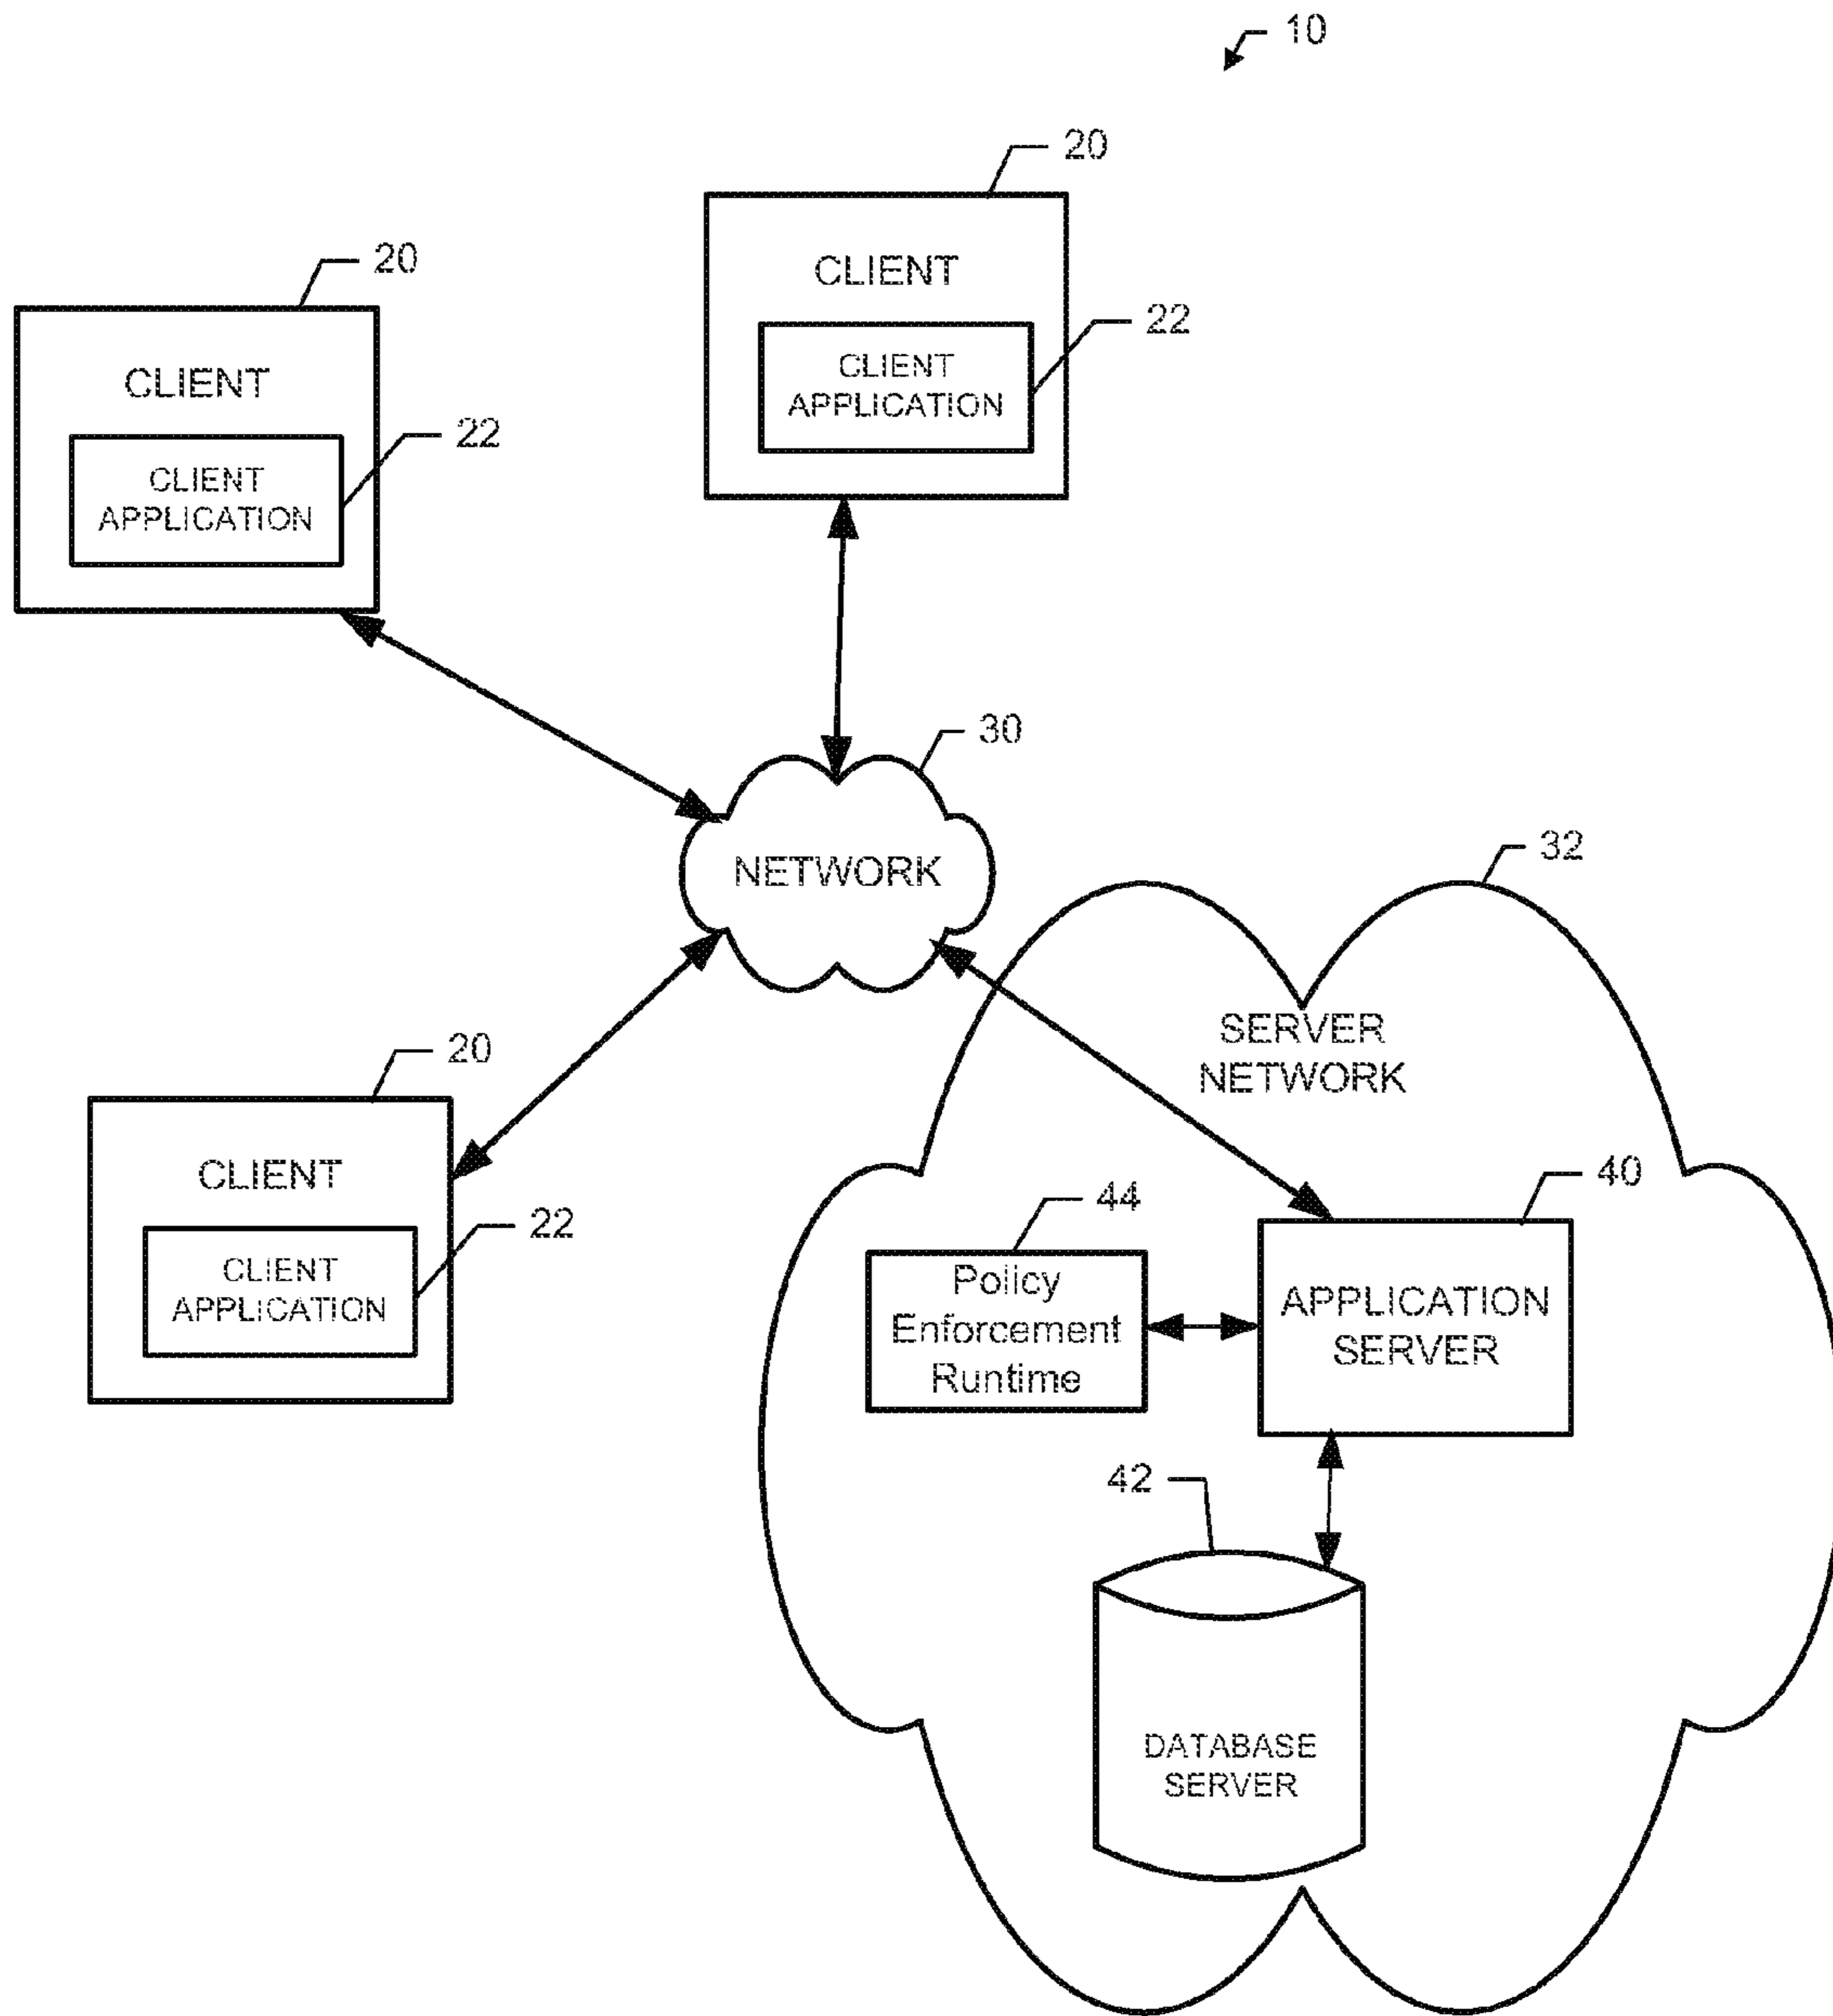 10
20
CLIENT
22
CLIENT
APPLICATION
20
CLIENT
22
CLIENT
APPLICATION
30
NETWORK
32
SERVER
NETWORK
20
CLIENT
22
CLIENT
APPLICATION
44
Policy
Enforcement
Runtime
40
APPLICATION
SERVER
42
DATABASE
SERVER